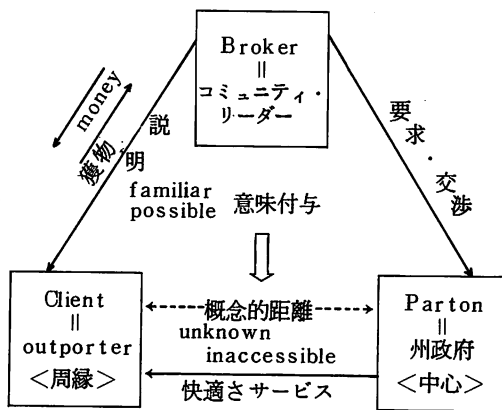 Broker
||
コミュニティ・
リーダー
money
獲物
説明
要求・交渉
familiar
possible
意味付与
Client
||
outporter
<周縁>
概念的距離
unknown
inaccessible
快適さサービス
Parton
||
州政府
<中心>